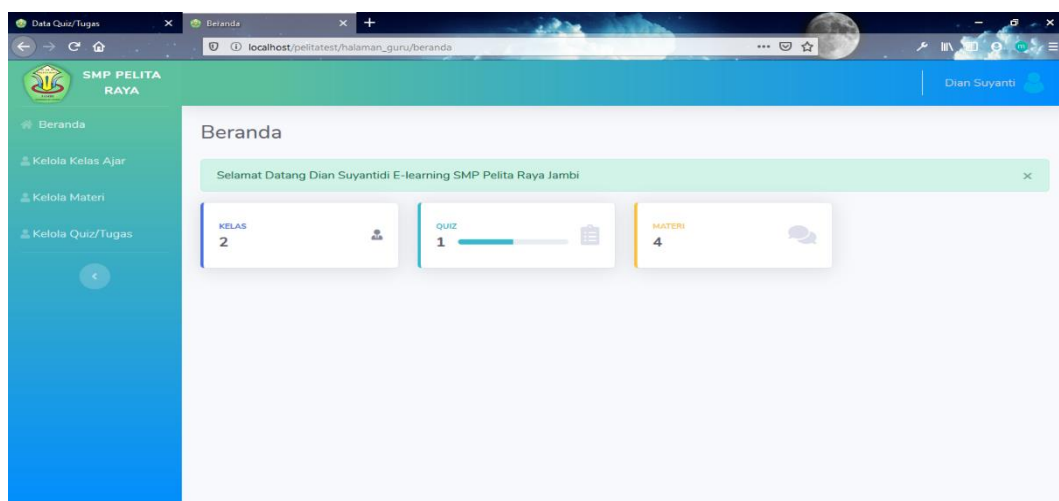 Data Quiz/Tugas
Beranda
localhost/pelitatest/halaman_guru/beranda
SMP PELITA
RAYA
Dian Suyanti
Beranda
Kelola Kelas Ajar
Kelola Materi
Kelola Quiz/Tugas
Beranda
Selamat Datang Dian Suyantidi E-learning SMP Pelita Raya Jambi
KELAS
2
QUIZ
1
MATERI
4